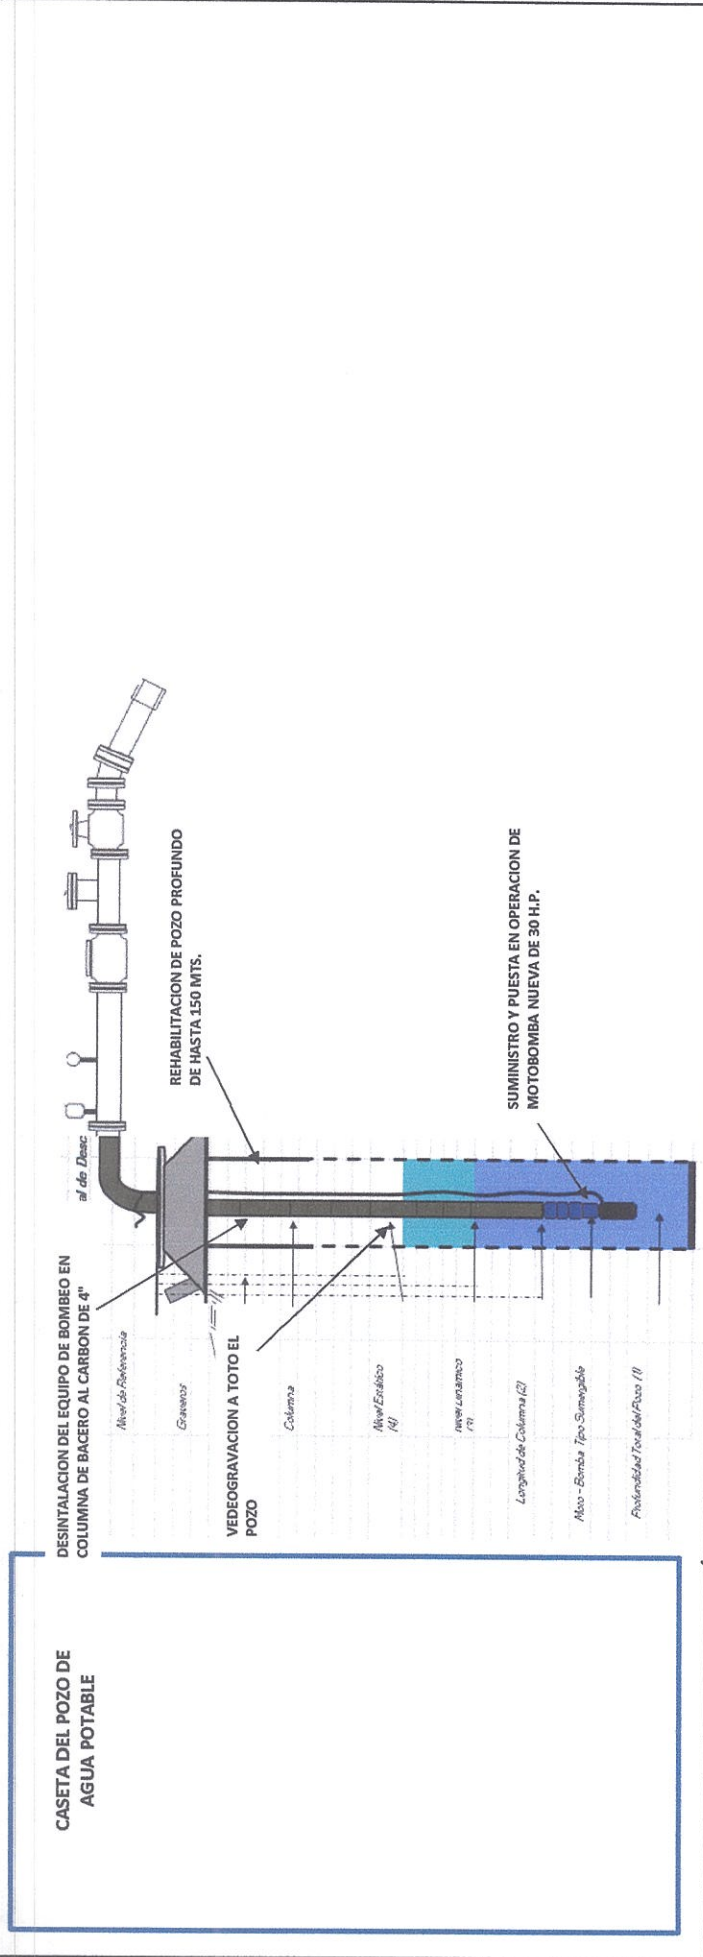 CASETA DEL POZO DE
AGUA POTABLE
DESINTALACION DEL EQUIPO DE BOMBEO EN
COLUMNA DE BACERO AL CARBON DE 4"
al de Desc
Nivel de Referencia
Graveros
VEDEOGRAVACION A TOTO EL
POZO
Columna
Nivel Estático
(4)
Nivel Dinámico
Longitud de Columna (2)
Moto - Bomba Tipo Sumergible
Profundidad Total del Pozo (1)
REHABILITACION DE POZO PROFUNDO
DE HASTA 150 MTS.
SUMINISTRO Y PUESTA EN OPERACION DE
MOTOBOMBA NUEVA DE 30 H.P.